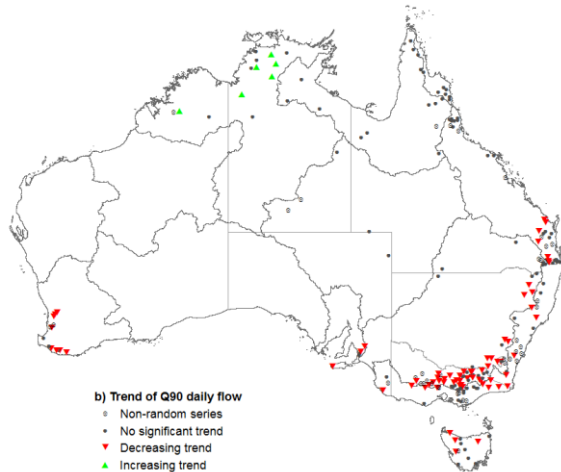 b) Trend of Q90 daily flow
Non-random series
No significant trend
Decreasing trend
Increasing trend